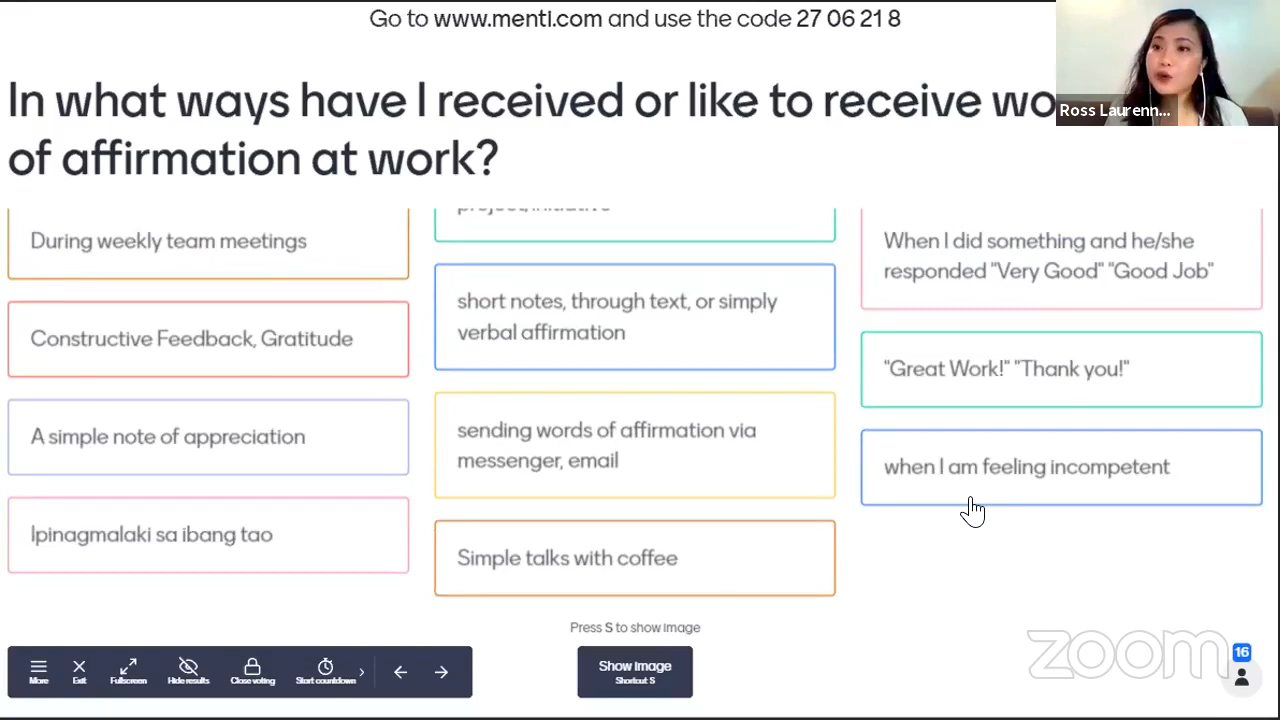 Go to www.menti.com and use the code 27 06 21 8
In what ways have I received or like to receive wo
of affirmation at work?
Ross Laurenn...
During weekly team meetings
Constructive Feedback, Gratitude
A simple note of appreciation
Ipinagmalaki sa ibang tao
short notes, through text, or simply
verbal affirmation
sending words of affirmation via
messenger, email
Simple talks with coffee
When I did something and he/she
responded "Very Good" "Good Job"
"Great Work!" "Thank you!"
when I am feeling incompetent
Press S to show image
More
Exit
Fullscreen
Hide results
Close voting
Start countdown
Show image
Shortcut S
zoom
16